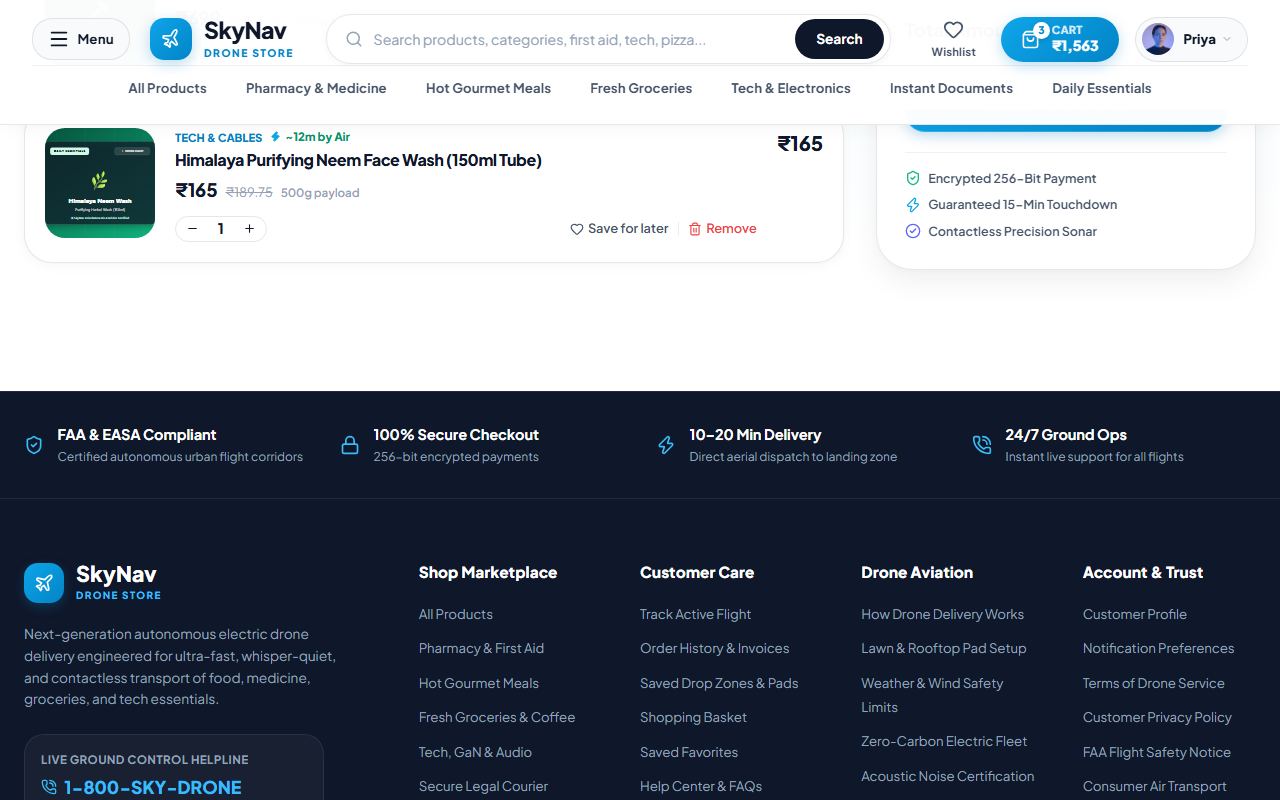 Menu
SkyNav
DRONE STORE
Search products, categories, first aid, tech, pizza...
Search
Wishlist
3
CART
₹1,563
Priya
All Products
Pharmacy & Medicine
Hot Gourmet Meals
Fresh Groceries
Tech & Electronics
Instant Documents
Daily Essentials
DAILY ESSENTIALS
Himalaya Neem Wash
Purifying Herbal Wash (150ml)
TECH & CABLES
~12m by Air
₹165
Himalaya Purifying Neem Face Wash (150ml Tube)
₹165 ₹189.75 500g payload
− 1 +
Save for later
Remove
Encrypted 256-Bit Payment
Guaranteed 15-Min Touchdown
Contactless Precision Sonar
FAA & EASA Compliant
Certified autonomous urban flight corridors
100% Secure Checkout
256-bit encrypted payments
10-20 Min Delivery
Direct aerial dispatch to landing zone
24/7 Ground Ops
Instant live support for all flights
SkyNav
DRONE STORE
Next-generation autonomous electric drone
delivery engineered for ultra-fast, whisper-quiet,
and contactless transport of food, medicine,
groceries, and tech essentials.
LIVE GROUND CONTROL HELPLINE
1-800-SKY-DRONE
Shop Marketplace
All Products
Pharmacy & First Aid
Hot Gourmet Meals
Fresh Groceries & Coffee
Tech, GaN & Audio
Secure Legal Courier
Customer Care
Track Active Flight
Order History & Invoices
Saved Drop Zones & Pads
Shopping Basket
Saved Favorites
Help Center & FAQs
Drone Aviation
How Drone Delivery Works
Lawn & Rooftop Pad Setup
Weather & Wind Safety
Limits
Zero-Carbon Electric Fleet
Acoustic Noise Certification
Account & Trust
Customer Profile
Notification Preferences
Terms of Drone Service
Customer Privacy Policy
FAA Flight Safety Notice
Consumer Air Transport